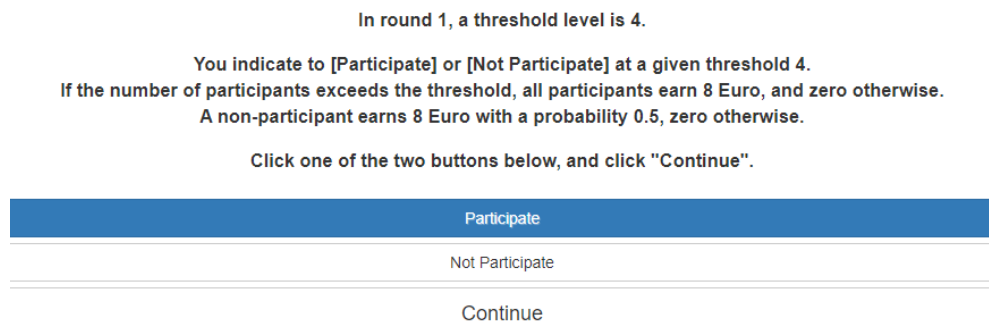 In round 1, a threshold level is 4.
You indicate to [Participate] or [Not Participate] at a given threshold 4.
If the number of participants exceeds the threshold, all participants earn 8 Euro, and zero otherwise.
A non-participant earns 8 Euro with a probability 0.5, zero otherwise.
Click one of the two buttons below, and click "Continue".
Participate
Not Participate
Continue